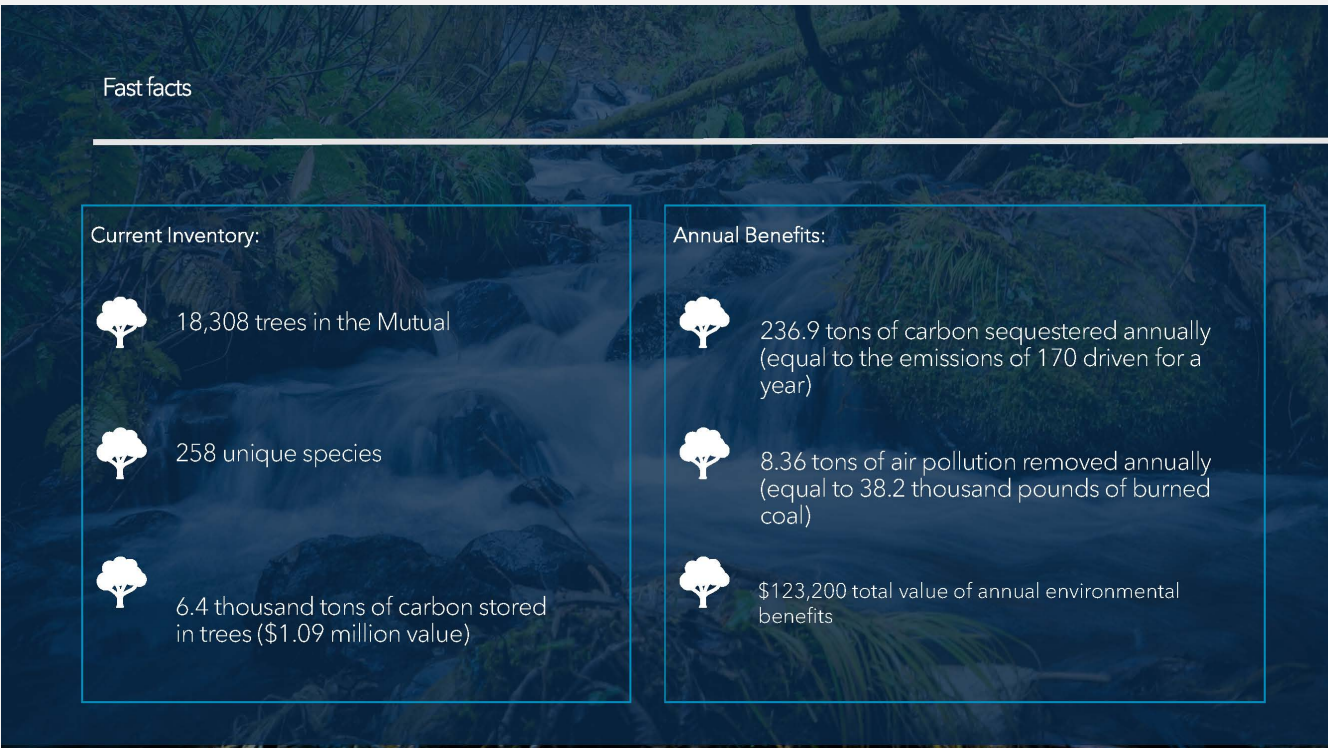 Fast facts
Current Inventory:
18,308 trees in the Mutual
258 unique species
6.4 thousand tons of carbon stored
in trees ($1.09 million value)
Annual Benefits:
236.9 tons of carbon sequestered annually
(equal to the emissions of 170 driven for a
year)
8.36 tons of air pollution removed annually
(equal to 38.2 thousand pounds of burned
coal)
$123,200 total value of annual environmental
benefits